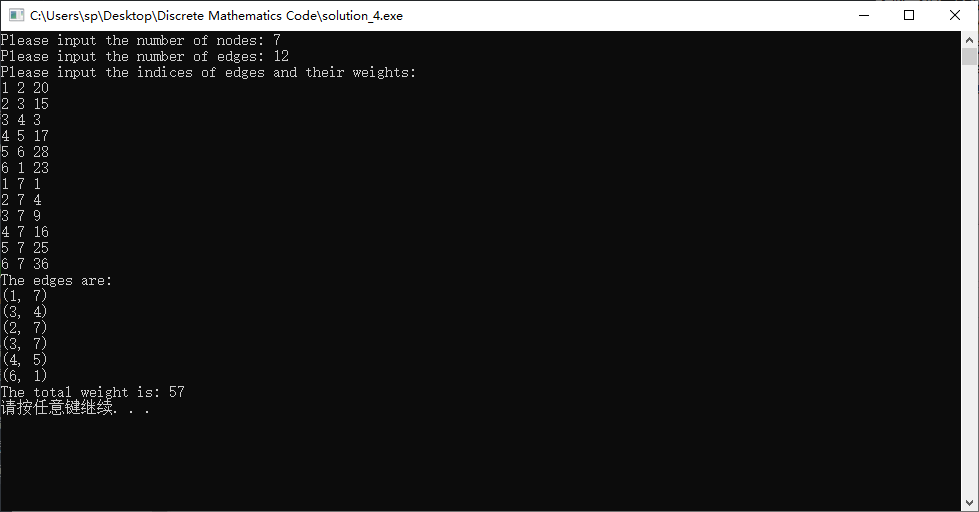 C:\Users\sp\Desktop\Discrete Mathematics Code\solution_4.exe
Please input the number of nodes: 7
Please input the number of edges: 12
Please input the indices of edges and their weights:
1 2 20
2 3 15
3 4 3
4 5 17
5 6 28
6 1 23
1 7 1
2 7 4
3 7 9
4 7 16
5 7 25
6 7 36
The edges are:
(1, 7)
(3, 4)
(2, 7)
(3, 7)
(4, 5)
(6, 1)
The total weight is: 57
请按任意键继续. . .